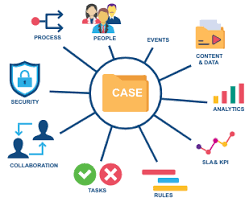 PROCESS
PEOPLE
EVENTS
CONTENT
& DATA
SECURITY
CASE
ANALYTICS
COLLABORATION
SLA & KPI
TASKS
RULES